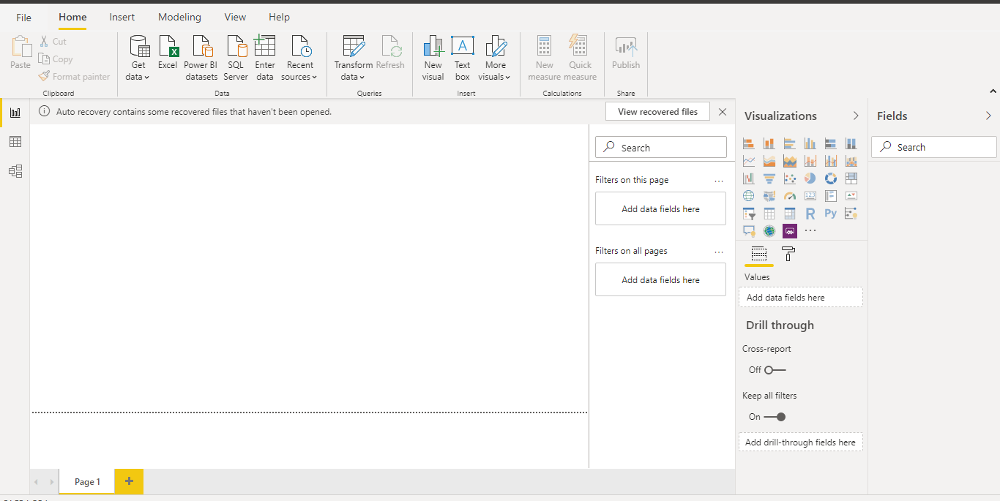 File Home Insert Modeling View Help
Paste
Cut
Copy
Format painter
Clipboard
Get data
Excel
Power BI datasets
SQL Server
Enter data
Recent sources
Data
Transform data
Refresh
Queries
New visual
Text box
More visuals
Insert
New measure
Quick measure
Calculations
Publish
Share
Auto recovery contains some recovered files that haven't been opened.
View recovered files
Search
Filters on this page
Add data fields here
Filters on all pages
Add data fields here
Visualizations
123
R
Py
Values
Add data fields here
Drill through
Cross-report
Off
Keep all filters
On
Add drill-through fields here
Fields
Search
Page 1